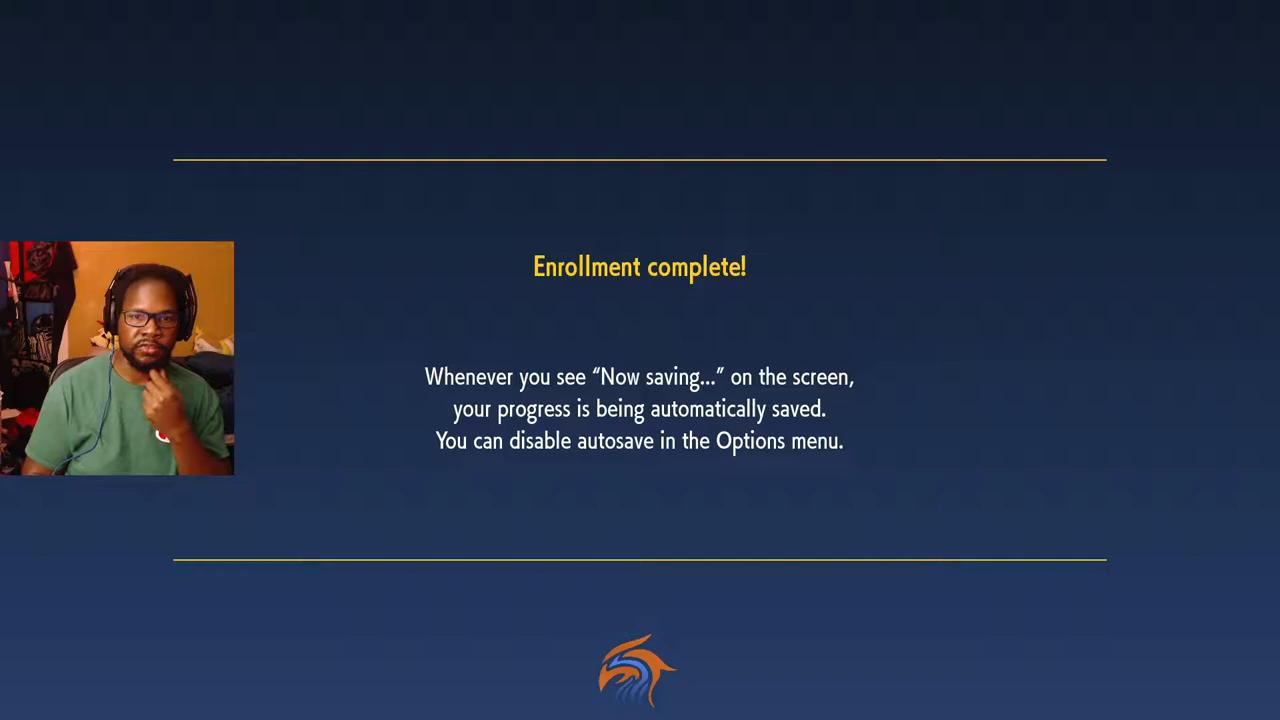 Enrollment complete!
Whenever you see “Now saving...” on the screen,
your progress is being automatically saved.
You can disable autosave in the Options menu.